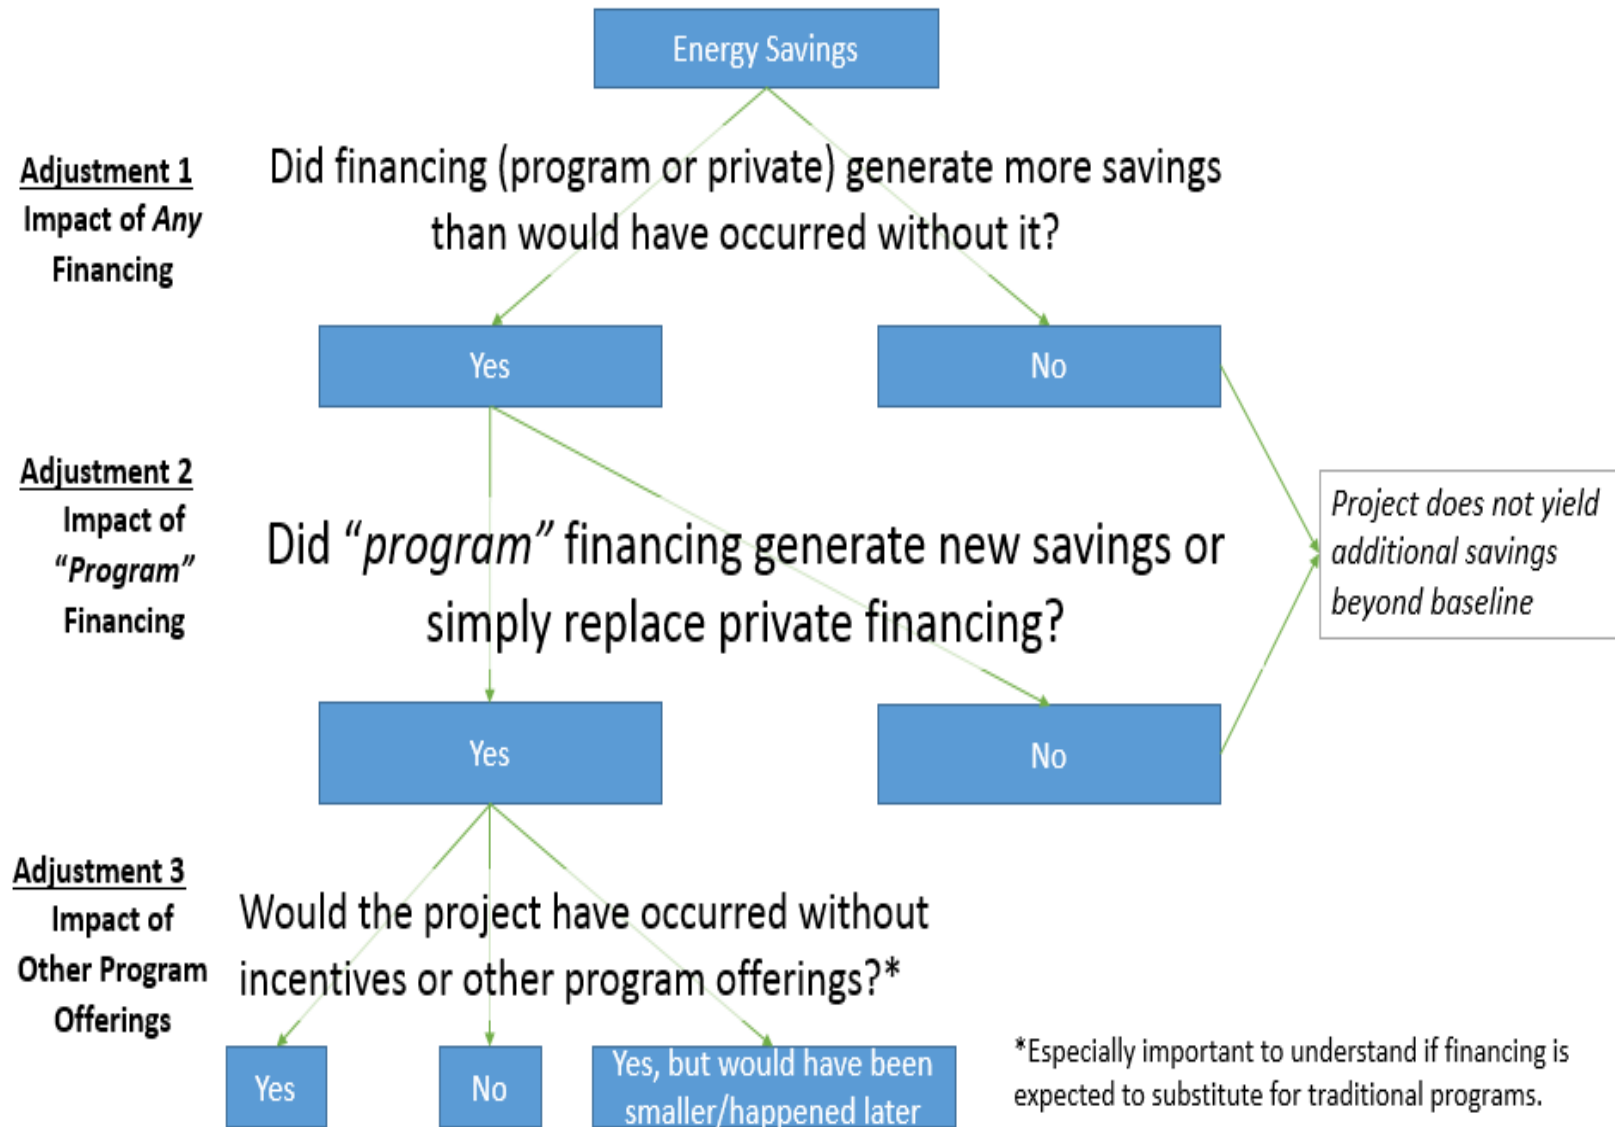 Energy Savings
Adjustment 1
Impact of Any
Financing
Did financing (program or private) generate more savings
than would have occurred without it?
Yes
No
Adjustment 2
Impact of
“Program”
Financing
Did “program” financing generate new savings or
simply replace private financing?
Project does not yield
additional savings
beyond baseline
Yes
No
Adjustment 3
Impact of
Other Program
Offerings
Would the project have occurred without
incentives or other program offerings?*
Yes
No
Yes, but would have been
smaller/happened later
*Especially important to understand if financing is
expected to substitute for traditional programs.